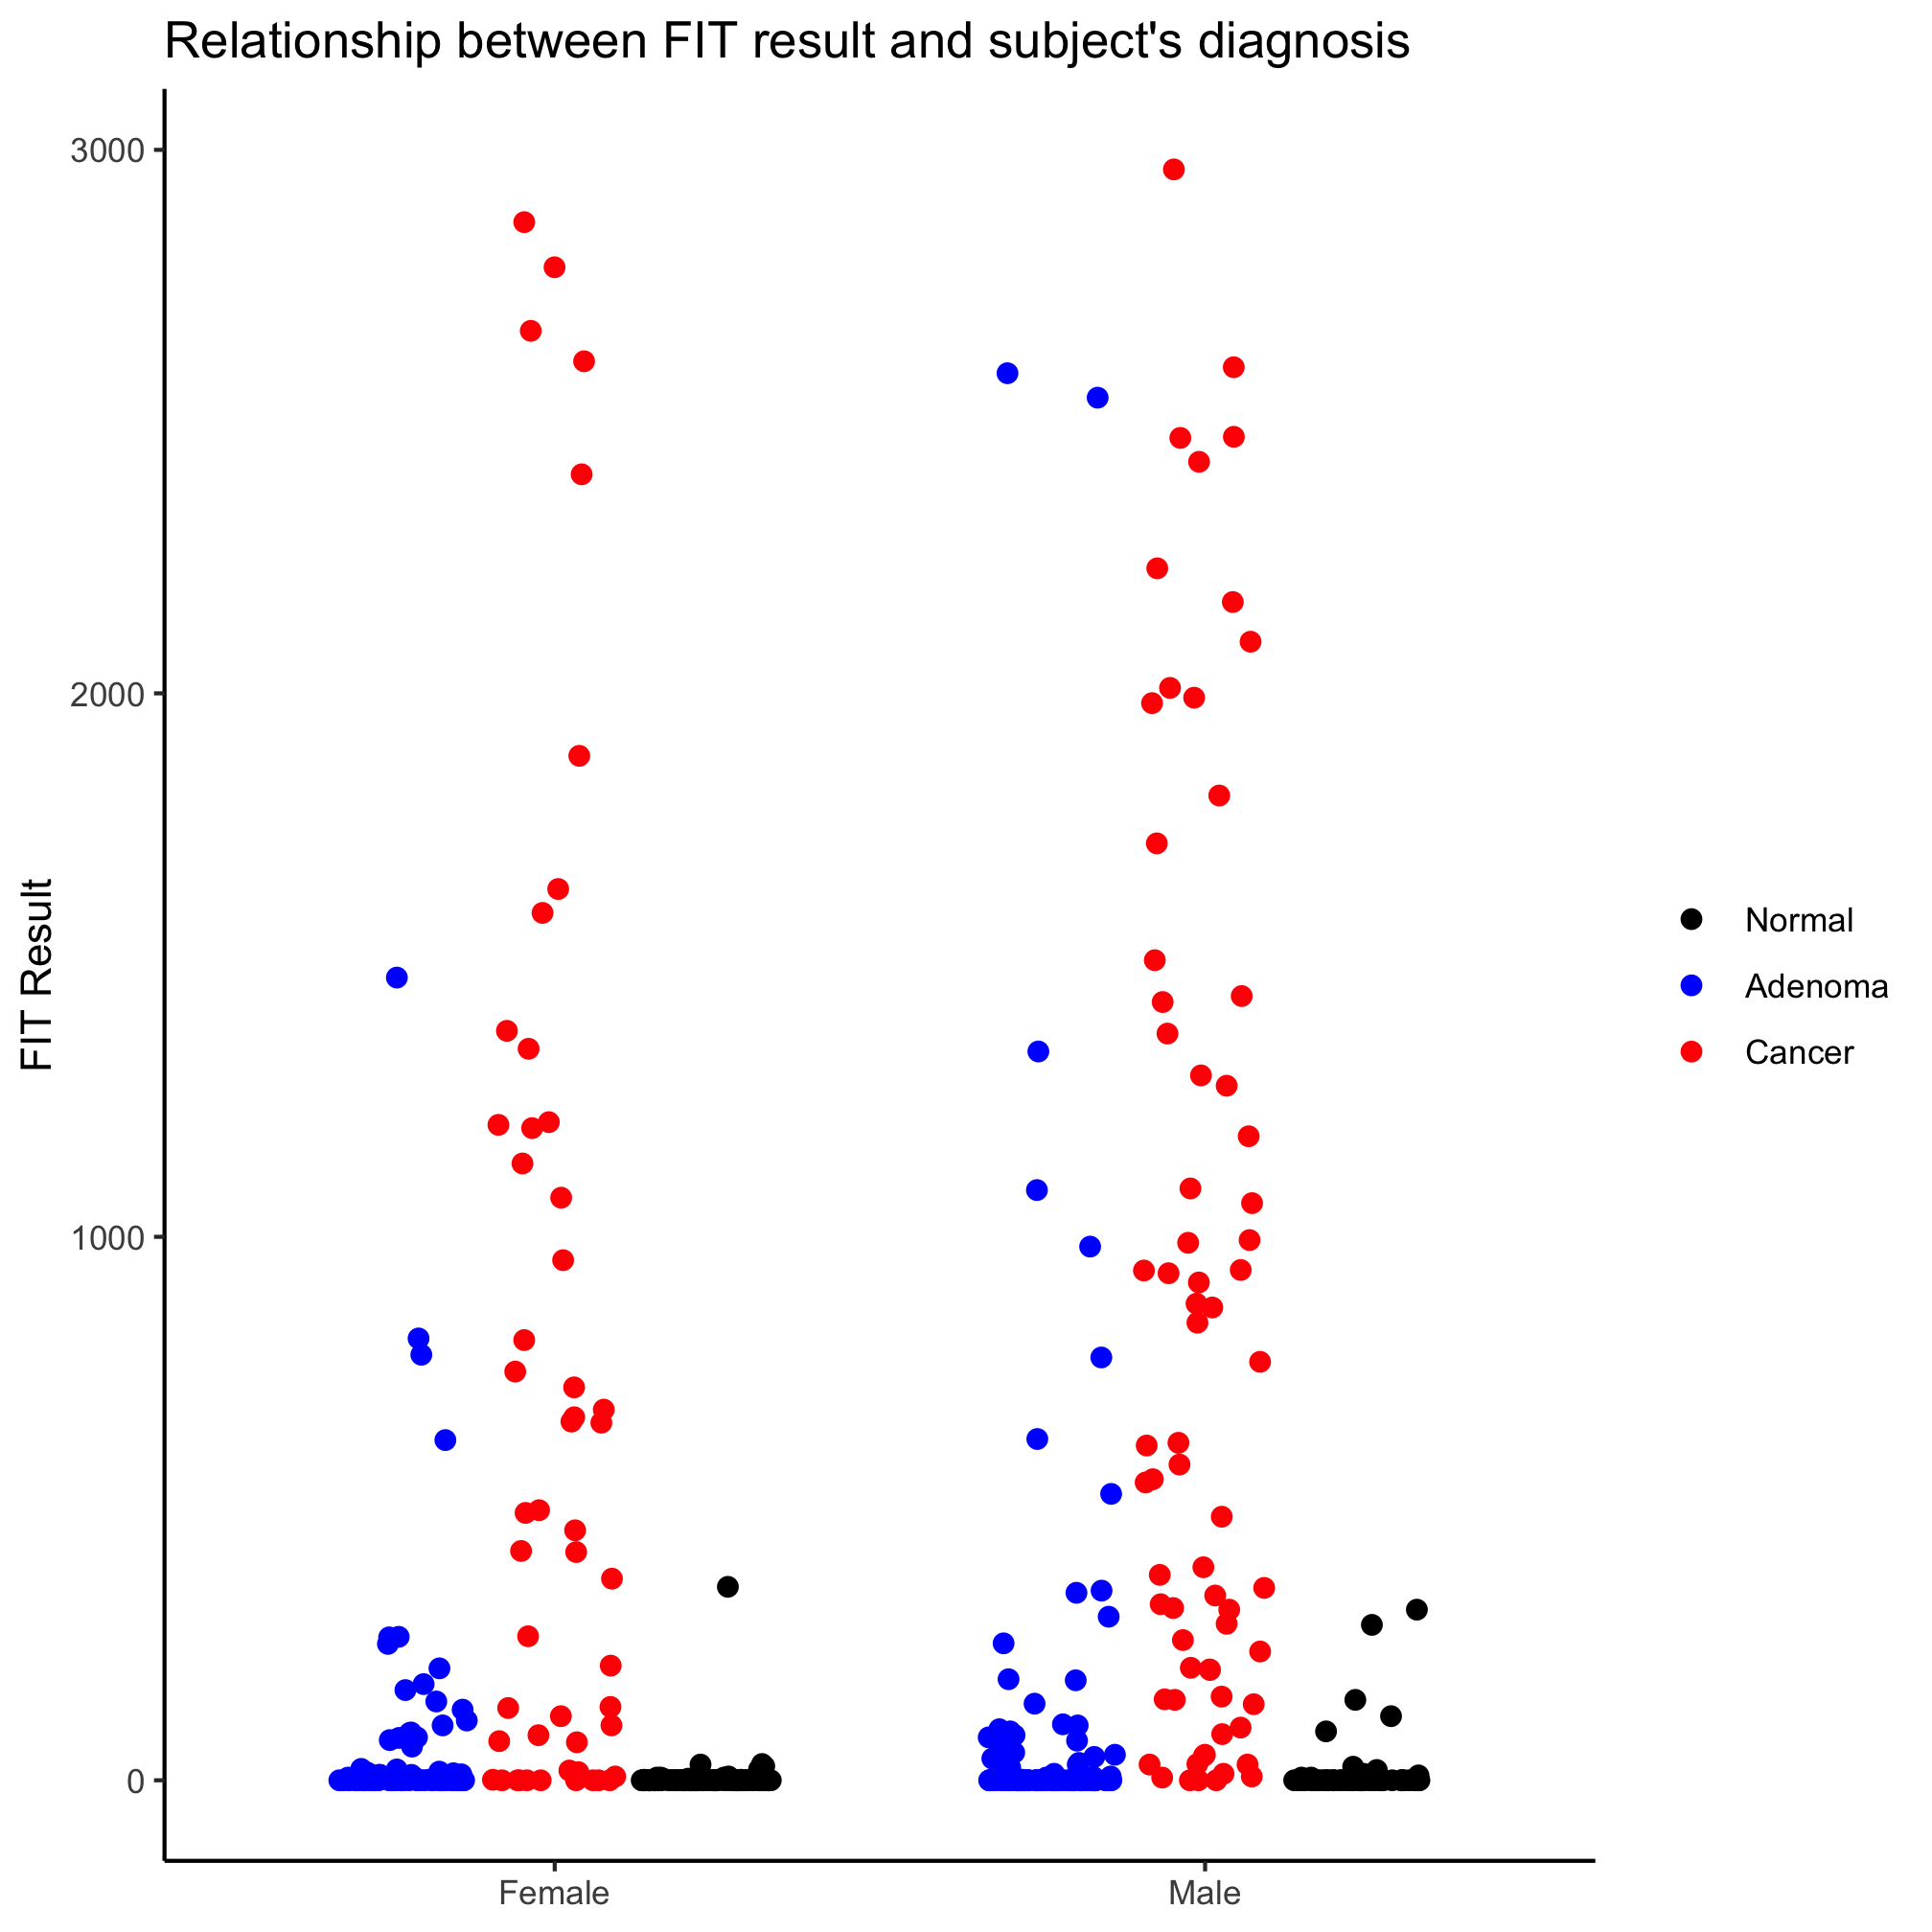 Relationship between FIT result and subject's diagnosis
3000
2000
1000
0
FIT Result
Female
Male
Normal
Adenoma
Cancer